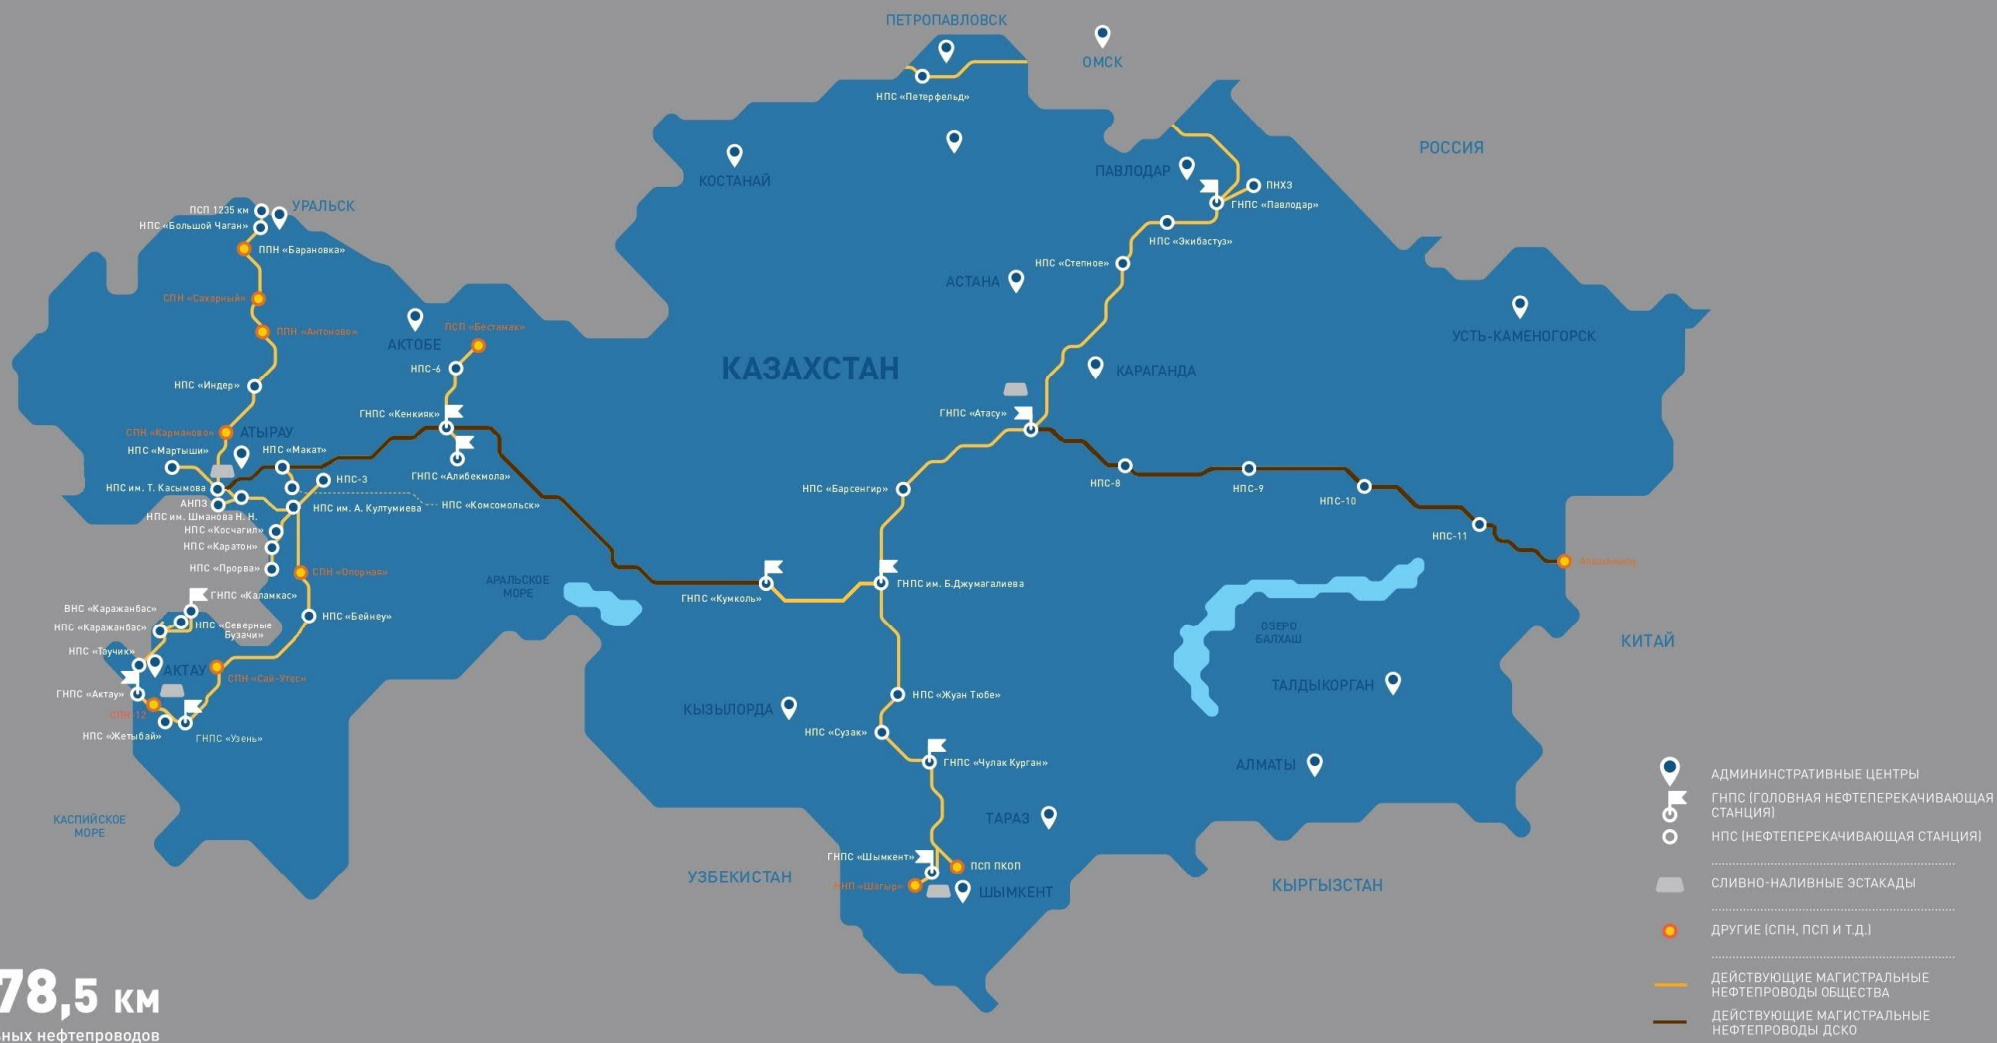 ПЕТРОПАВЛОВСК
ОМСК
НПС «Петерфельд»
РОССИЯ
КОСТАНАЙ
ПАВЛОДАР
ПНХЗ
ГНПС «Павлодар»
НПС «Экибастуз»
НПС «Степное»
АСТАНА
УСТЬ-КАМЕНОГОРСК
КАРАГАНДА
КАЗАХСТАН
ПСП 1235 км
УРАЛЬСК
НПС «Большой Чаган»
ППН «Барановка»
СПН «Сахарный»
ППН «Антоново»
АКТОБЕ
ПСП «Бестамак»
НПС-6
НПС «Индер»
ГНПС «Кенкияк»
ГНПС «Атасу»
СПН «Карманово»
АТЫРАУ
НПС «Мартыши»
НПС «Макат»
НПС-3
ГНПС «Алибекмола»
НПС им. Т. Касымова
АНПЗ
НПС им. Шманова Н. Н.
НПС им. А. Култумиева
НПС «Комсомольск»
НПС «Косчагил»
НПС «Каратон»
НПС «Прорва»
СПН «Опорная»
НПС «Барсенгир»
НПС-8
НПС-9
НПС-10
НПС-11
АРАЛЬСКОЕ
МОРЕ
ГНПС «Кумколь»
ГНПС им. Б.Джумагалиева
ГНПС «Каламкас»
ВНС «Каражанбас»
НПС «Каражанбас»
НПС «Северные
Бузачи»
НПС «Бейнеу»
НПС «Таучик»
АКТАУ
СПН «Сай-Утес»
ГНПС «Актау»
СПН-12
НПС «Жетыбай»
ГНПС «Узень»
ОЗЕРО
БАЛХАШ
КИТАЙ
ТАЛДЫКОРГАН
КЫЗЫЛОРДА
НПС «Жуан Тюбе»
НПС «Сузак»
ГНПС «Чулак Курган»
АЛМАТЫ
ТАРАЗ
КАСПИЙСКОЕ
МОРЕ
ГНПС «Шымкент»
ПСП ПКОП
ННП «Шагыр»
ШЫМКЕНТ
УЗБЕКИСТАН
КЫРГЫЗСТАН
АДМИНИНСТРАТИВНЫЕ ЦЕНТРЫ
ГНПС (ГОЛОВНАЯ НЕФТЕПЕРЕКАЧИВАЮЩАЯ
СТАНЦИЯ)
НПС (НЕФТЕПЕРЕКАЧИВАЮЩАЯ СТАНЦИЯ)
СЛИВНО-НАЛИВНЫЕ ЭСТАКАДЫ
ДРУГИЕ (СПН, ПСП И Т.Д.)
ДЕЙСТВУЮЩИЕ МАГИСТРАЛЬНЫЕ
НЕФТЕПРОВОДЫ ОБЩЕСТВА
ДЕЙСТВУЮЩИЕ МАГИСТРАЛЬНЫЕ
НЕФТЕПРОВОДЫ ДСКО
78,5 КМ
ных нефтепроводов